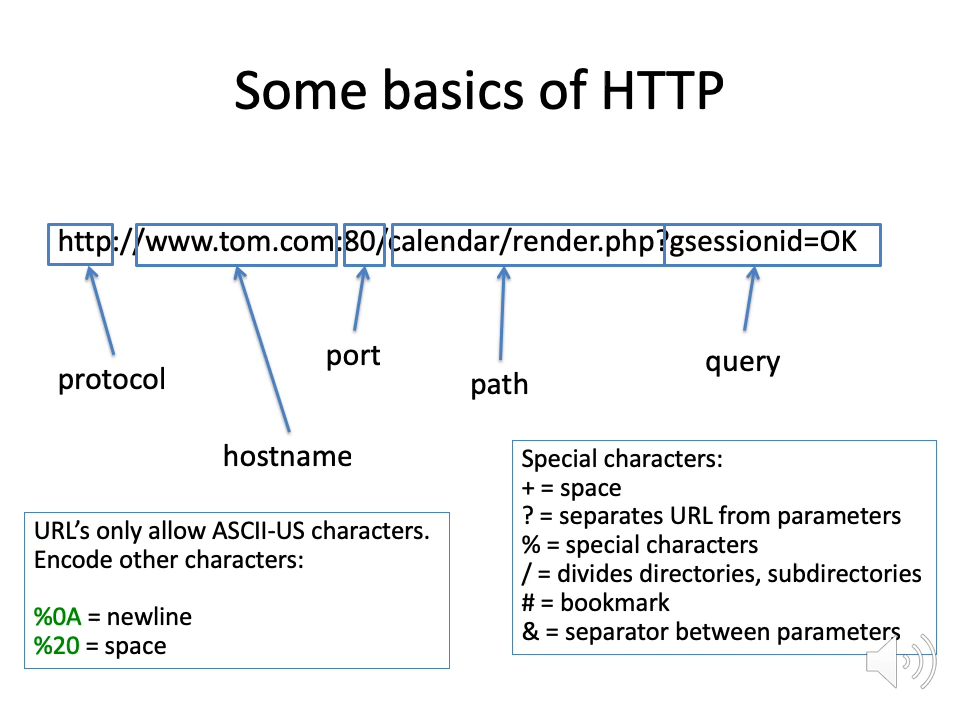 Some basics of HTTP
http://www.tom.com:80/calendar/render.php?gsessionid=OK
protocol
hostname
port
path
query
URL’s only allow ASCII-US characters.
Encode other characters:
%0A = newline
%20 = space
Special characters:
+ = space
? = separates URL from parameters
% = special characters
/ = divides directories, subdirectories
# = bookmark
& = separator between parameters